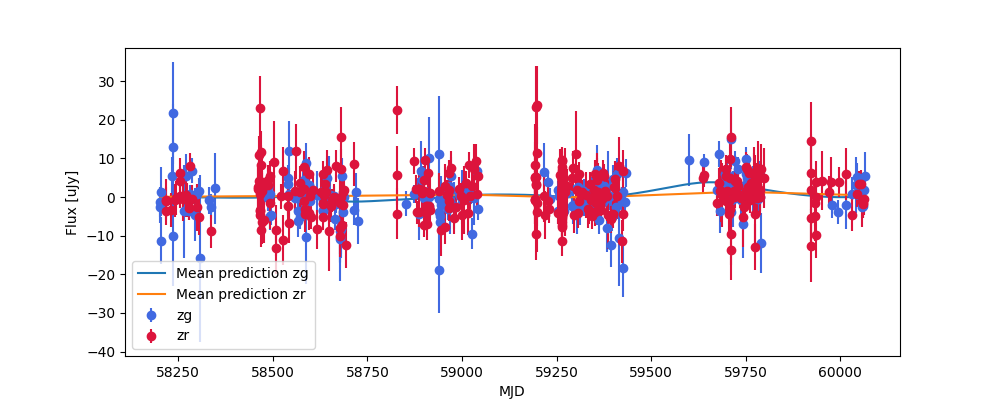 30
20
10
0
−10
−20
−30
−40
Flux [uJy]
Mean prediction zg
Mean prediction zr
zg
zr
58250 58500 58750 59000 59250 59500 59750 60000
MJD